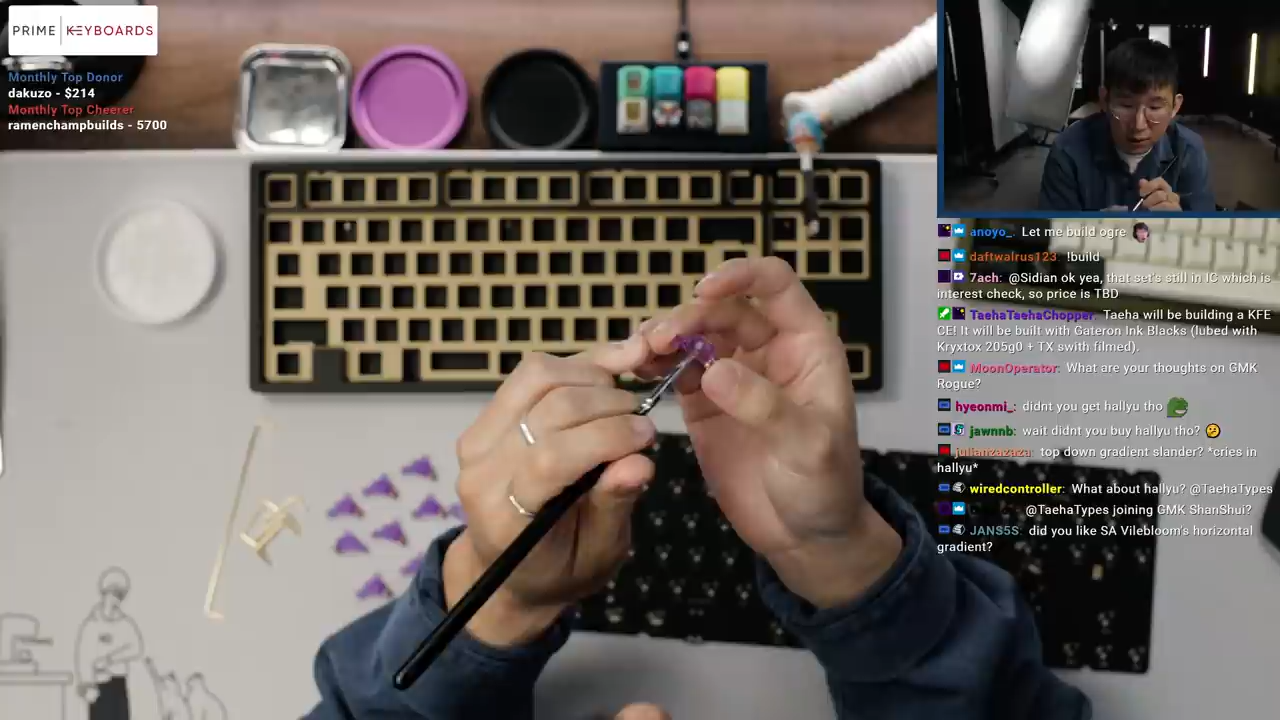 PRIME | KEYBOARDS
Monthly Top Donor
dakuzo - $214
Monthly Top Cheerer
ramenchampbuilds - 5700
anoyo_: Let me build ogre
daftwalrus123: !build
7ach: @Sidian ok yea, that set's still in IC which is
interest check, so price is TBD
TaehaTaehaChopper: Taeha will be building a KFE
CE! It will be built with Gateron Ink Blacks (lubed with
Kryxtox 205g0 + TX swith filmed).
MoonOperator: What are your thoughts on GMK
Rogue?
hyeonmi_: didnt you get hallyu tho
jawnnb: wait didnt you buy hallyu tho?
julianzazaza: top down gradient slander? *cries in
hallyu*
wiredcontroller: What about hallyu? @TaehaTypes
@TaehaTypes joining GMK ShanShui?
JANS5S: did you like SA Vilebloom's horizontal
gradient?